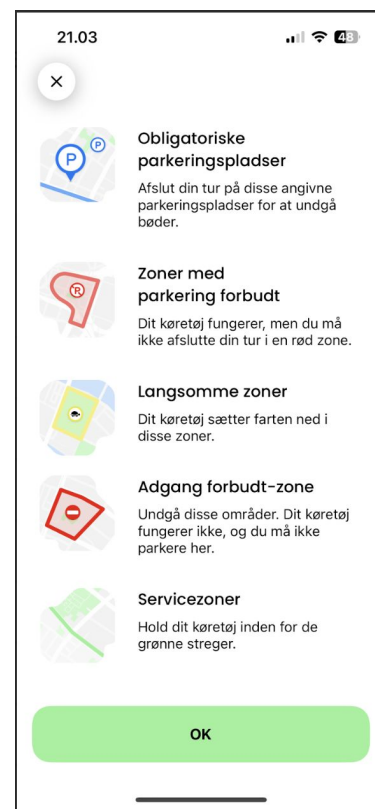 21.03
48
Obligatoriske
parkeringspladser
Afslut din tur på disse angivne
parkeringspladser for at undgå
bøder.
Zoner med
parkering forbudt
Dit køretøj fungerer, men du må
ikke afslutte din tur i en rød zone.
Langsomme zoner
Dit køretøj sætter farten ned i
disse zoner.
Adgang forbudt-zone
Undgå disse områder. Dit køretøj
fungerer ikke, og du må ikke
parkere her.
Servicezoner
Hold dit køretøj inden for de
grønne streger.
OK